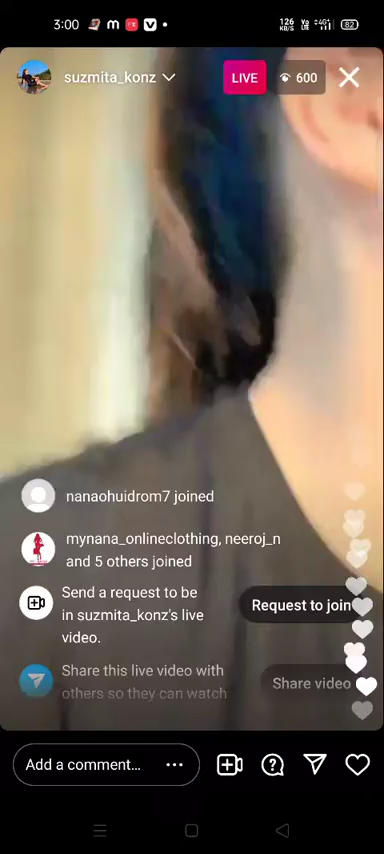 3:00
126 KB/S
4G
82
suzmita_konz
LIVE
600
nanaohuidrom7 joined
mynana_onlineclothing, neeroj_n
and 5 others joined
Send a request to be
in suzmita_konz's live
video.
Request to join
Share this live video with
others so they can watch
Share video
Add a comment...